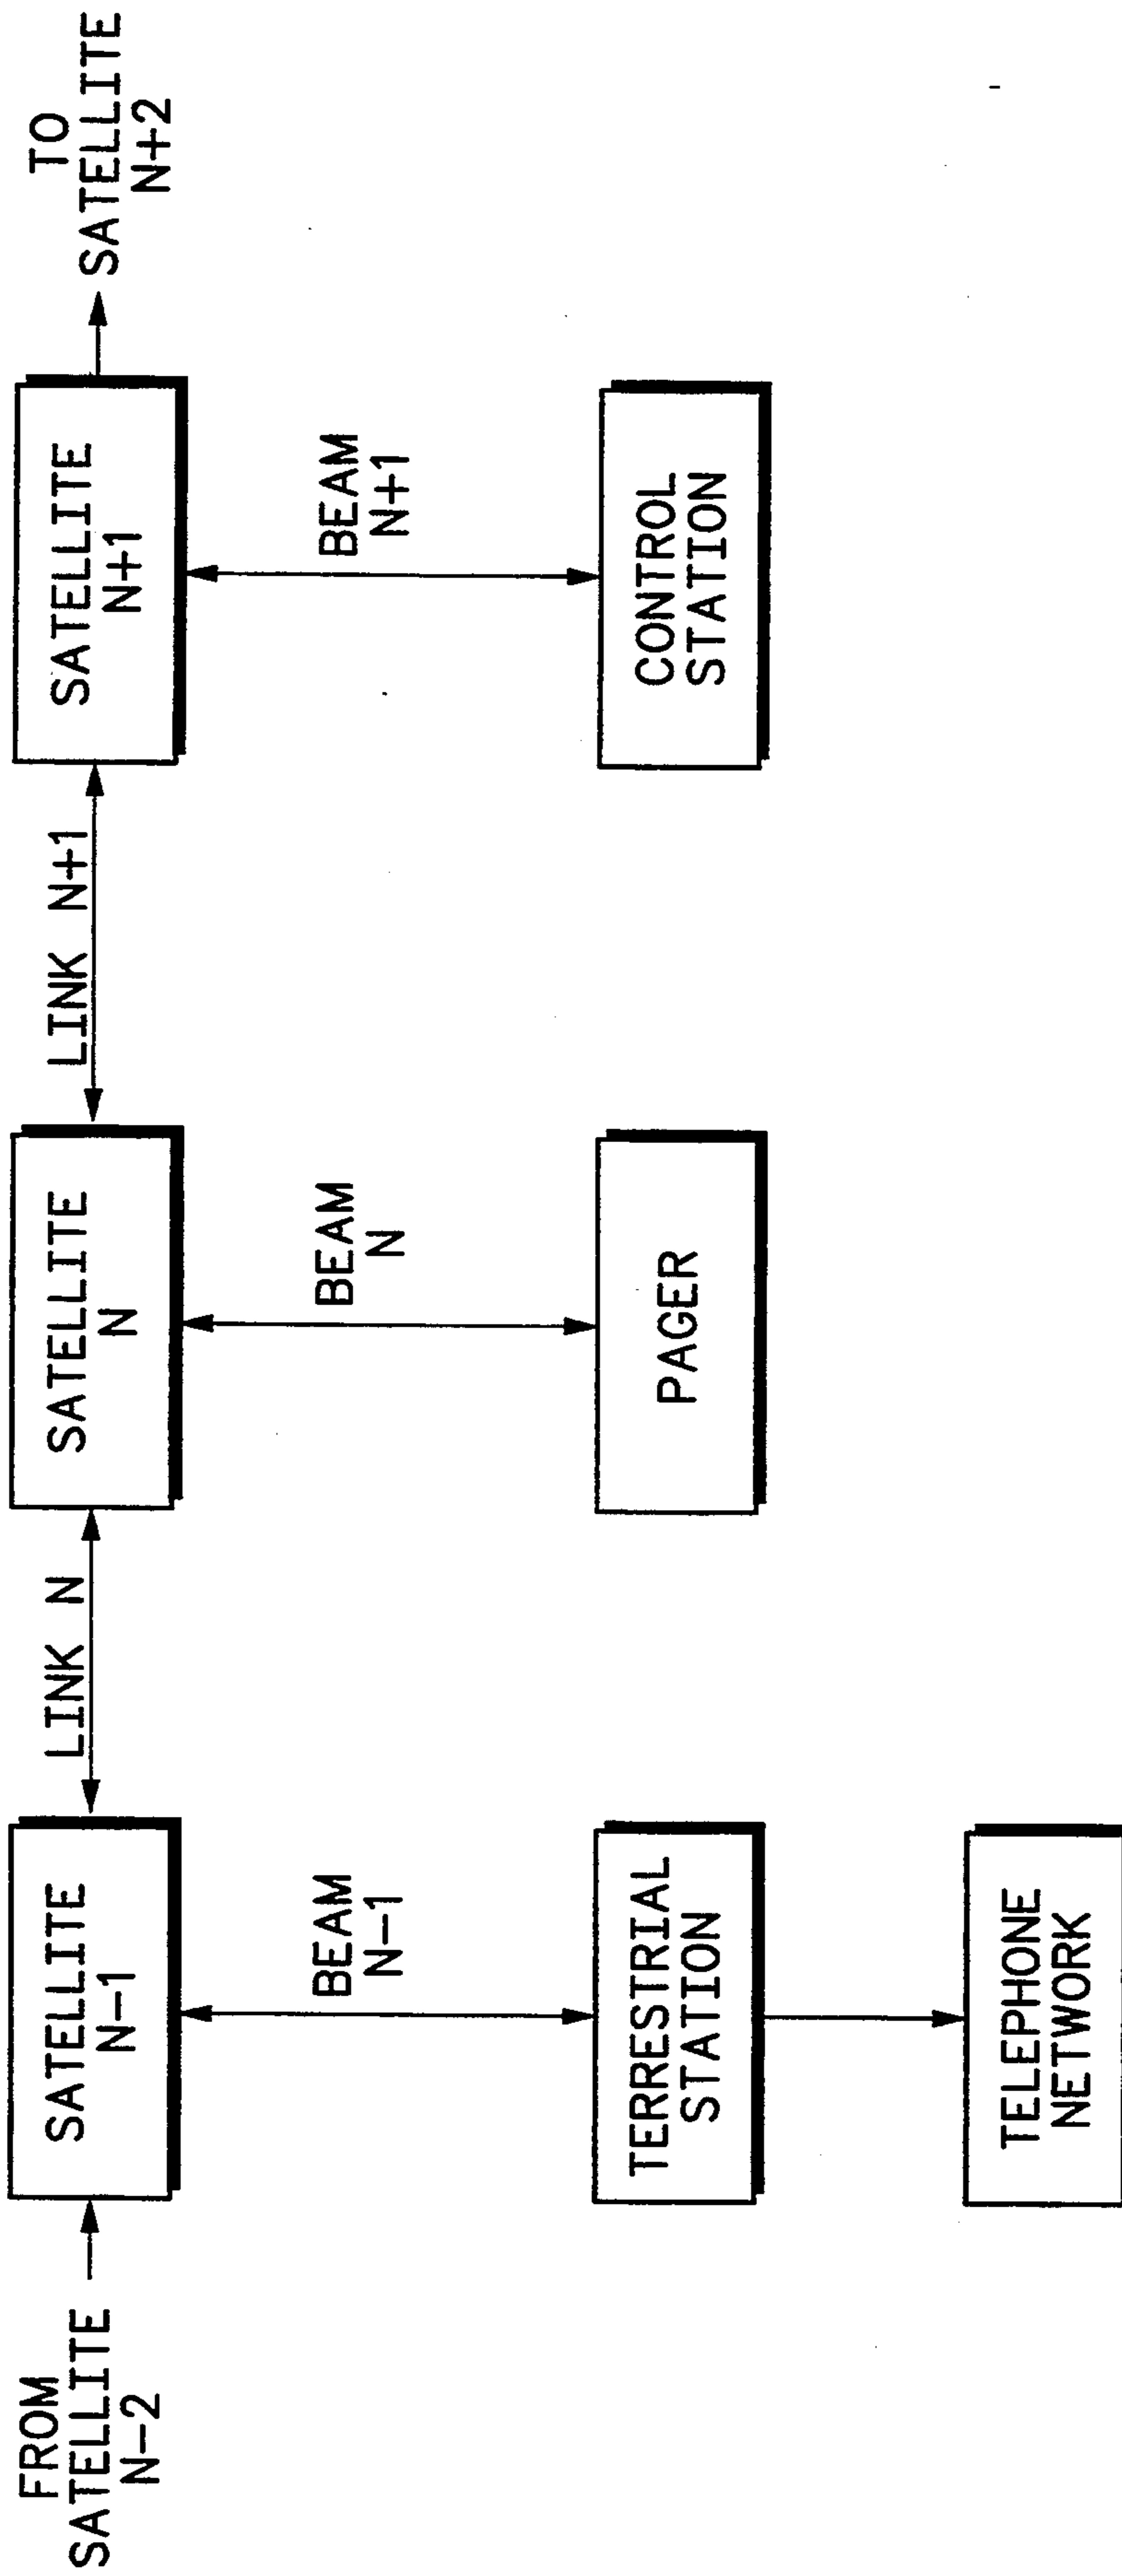 FROM
SATELLITE
N-2
SATELLITE
N-1
LINK N
SATELLITE
N
LINK N+1
SATELLITE
N+1
TO
SATELLITE
N+2
BEAM
N-1
BEAM
N
BEAM
N+1
TERRESTRIAL
STATION
PAGER
CONTROL
STATION
TELEPHONE
NETWORK